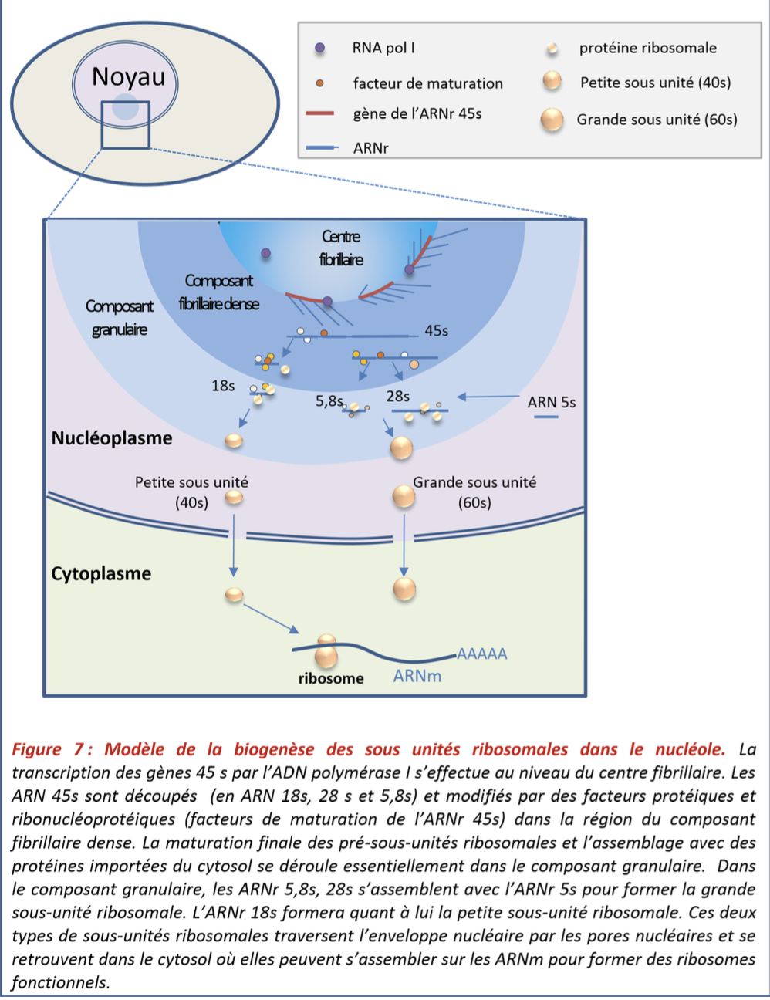 Noyau
RNA pol I
facteur de maturation
gène de l’ARNr 45s
ARNr
protéine ribosomale
Petite sous unité (40s)
Grande sous unité (60s)
Centre
fibrillaire
Composant
fibrillaire dense
Composant
granulaire
45s
18s
5,8s
28s
ARN 5s
Nucléoplasme
Petite sous unité
(40s)
Grande sous unité
(60s)
Cytoplasme
AAAAA
ribosome
ARNm
Figure 7 : Modèle de la biogenèse des sous unités ribosomales dans le nucléole. La
transcription des gènes 45 s par l’ADN polymérase I s’effectue au niveau du centre fibrillaire. Les
ARN 45s sont découpés (en ARN 18s, 28 s et 5,8s) et modifiés par des facteurs protéiques et
ribonucléoprotéiques (facteurs de maturation de l’ARNr 45s) dans la région du composant
fibrillaire dense. La maturation finale des pré-sous-unités ribosomales et l’assemblage avec des
protéines importées du cytosol se déroule essentiellement dans le composant granulaire. Dans
le composant granulaire, les ARNr 5,8s, 28s s’assemblent avec l’ARNr 5s pour former la grande
sous-unité ribosomale. L’ARNr 18s formera quant à lui la petite sous-unité ribosomale. Ces deux
types de sous-unités ribosomales traversent l’enveloppe nucléaire par les pores nucléaires et se
retrouvent dans le cytosol où elles peuvent s’assembler sur les ARNm pour former des ribosomes
fonctionnels.